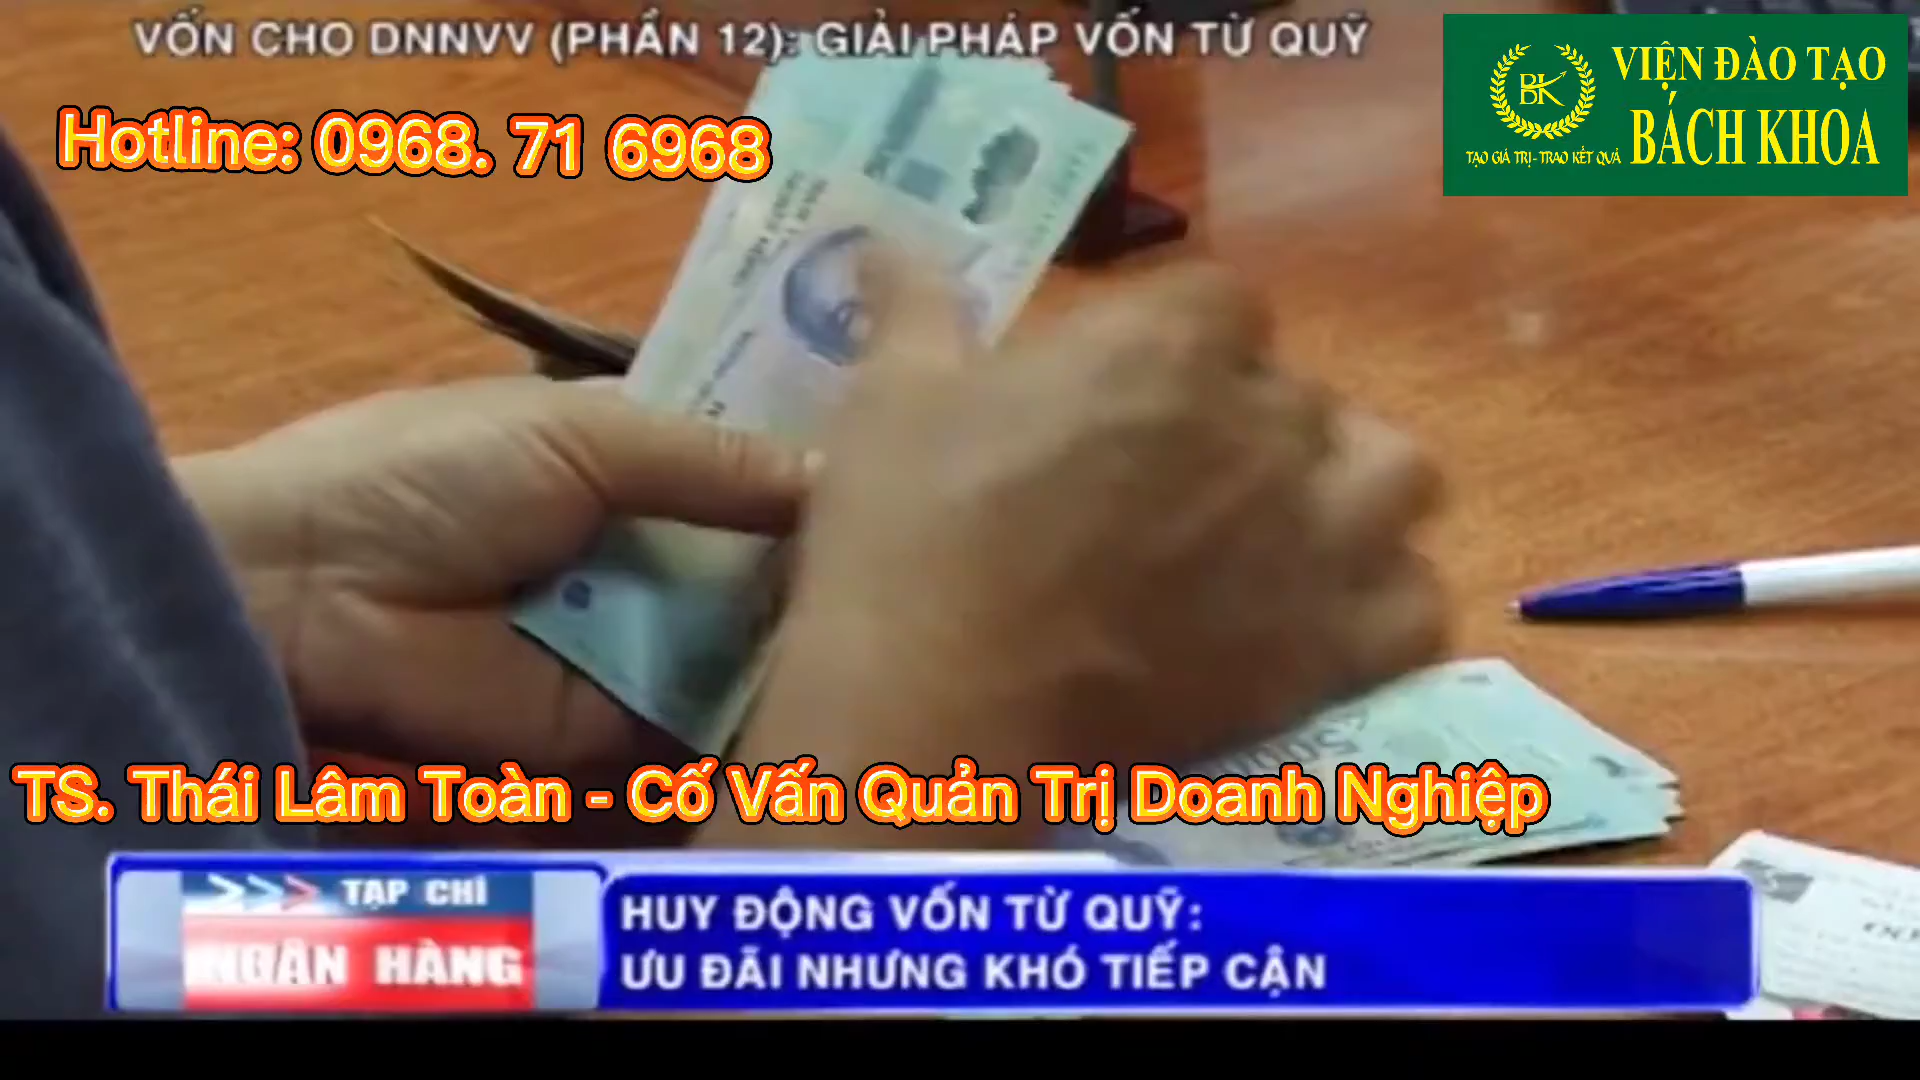 VỐN CHO DNNVV (PHẦN 12): GIẢI PHÁP VỐN TỪ QUỸ
Hotline: 0968. 71 6968
BK
VIỆN ĐÀO TẠO
BÁCH KHOA
TẠO GIÁ TRỊ - TRAO KẾT QUẢ
TS. Thái Lâm Toàn - Cố Vấn Quản Trị Doanh Nghiệp
>>> TẠP CHÍ
NGÂN HÀNG
HUY ĐỘNG VỐN TỪ QUỸ:
ƯU ĐÃI NHƯNG KHÓ TIẾP CẬN